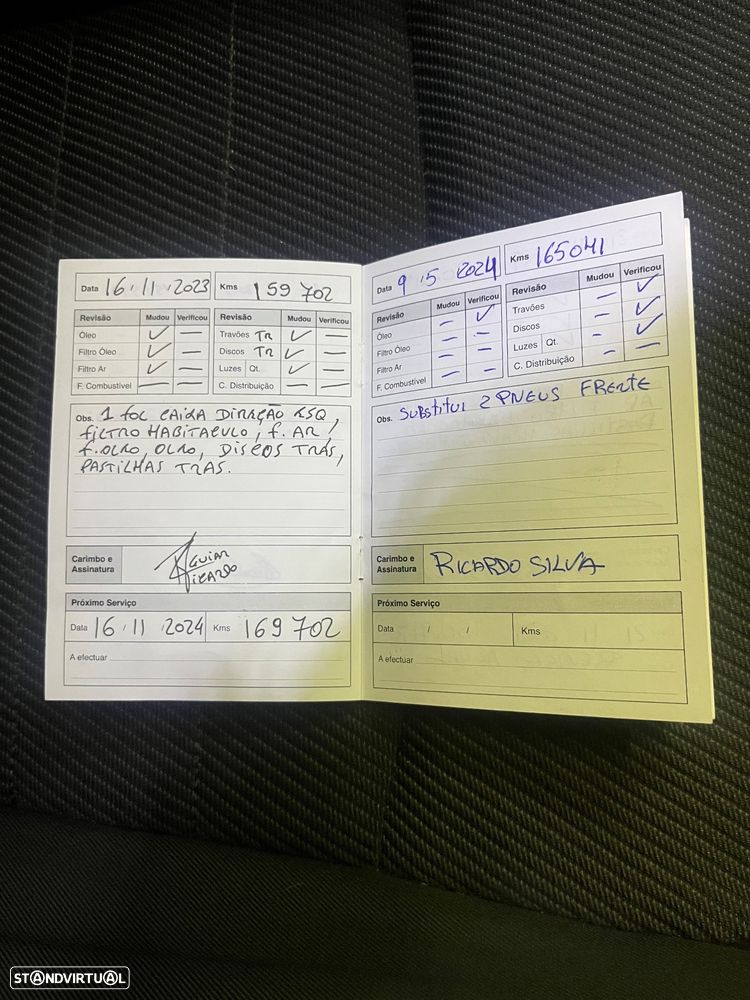 Data 16 / 11 / 2023 Kms 159 702
Revisão Mudou Verificou Revisão Mudou Verificou
Óleo ✓ — Travões TR ✓ —
Filtro Óleo ✓ — Discos TR ✓ —
Filtro Ar ✓ — Luzes Qt. ✓ —
F. Combustível — — C. Distribuição — —
Obs. 1 fol CAIXA DIRAÇÃO ESQ,
FILTRO HABITACULO, F. AR,
F. OLEO, OLEO, DISCOS TRÁS,
PASTILHAS TRAS.
Carimbo e
Assinatura
AGUIAR
RICARDO
Próximo Serviço
Data 16 / 11 / 2024 Kms 169 702
A efectuar
Data 9 / 5 2024 Kms 165041
Revisão Mudou Verificou Revisão Mudou Verificou
Óleo — ✓ Travões — ✓
Filtro Óleo — — Discos — ✓
Filtro Ar — — Luzes Qt. — ✓
F. Combustível — — C. Distribuição — —
Obs. SUBSTITUI 2 PNEUS FRENTE
Carimbo e
Assinatura
RICARDO SILVA
Próximo Serviço
Data / / Kms
A efectuar
STANDVIRTUAL